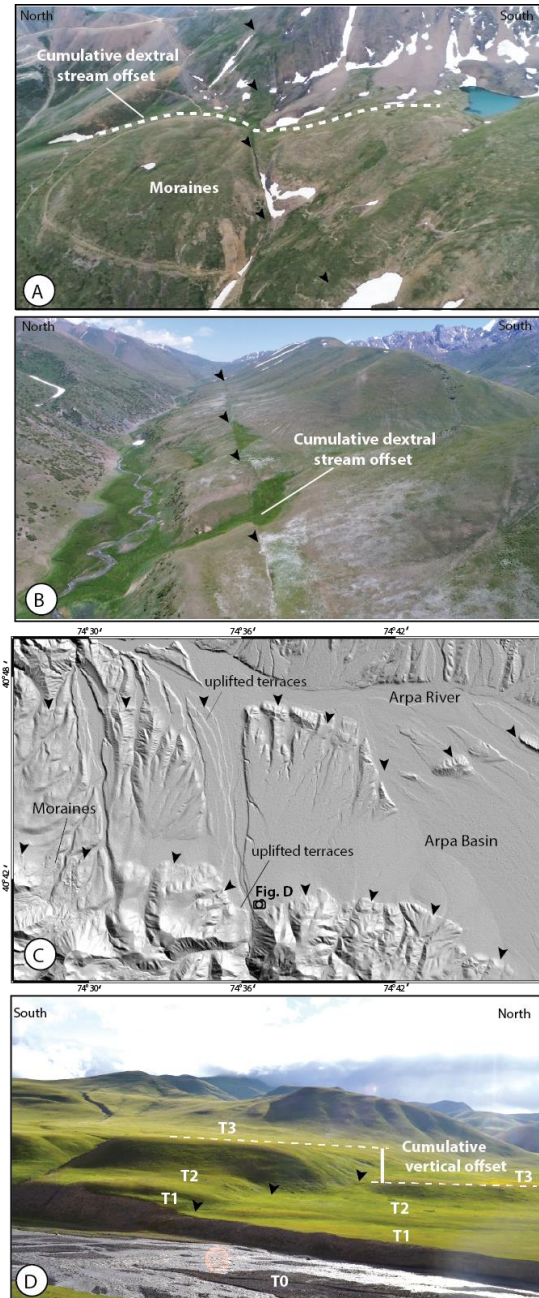 North
South
Cumulative dextral
stream offset
Moraines
A
North
South
Cumulative dextral
stream offset
B
74°30'
74°36'
74°42'
40°48'
uplifted terraces
Arpa River
Moraines
Arpa Basin
40°42'
uplifted terraces
Fig. D
C
74°30'
74°36'
74°42'
South
North
T3
Cumulative
vertical offset
T3
T2
T1
T2
T1
T0
D